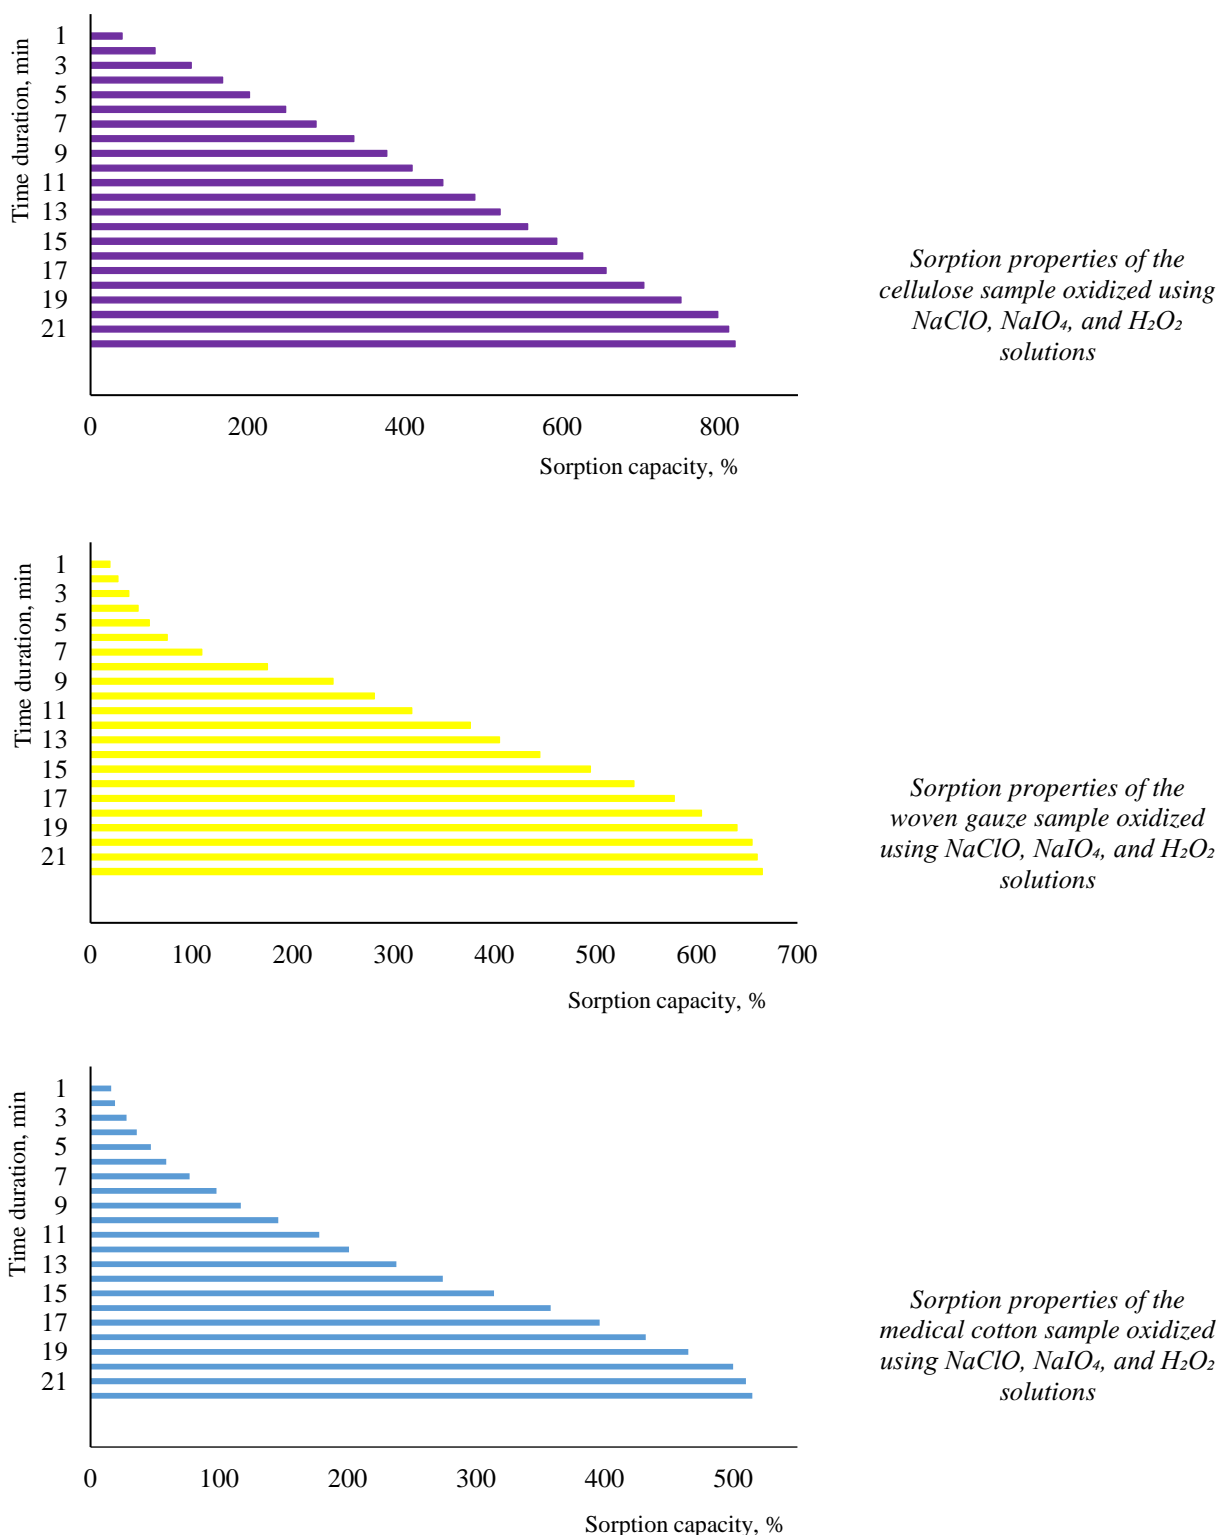 Time duration, min
1
3
5
7
9
11
13
15
17
19
21
0 200 400 600 800
Sorption capacity, %
Sorption properties of the
cellulose sample oxidized using
NaClO, NaIO₄, and H₂O₂
solutions
Time duration, min
1
3
5
7
9
11
13
15
17
19
21
0 100 200 300 400 500 600 700
Sorption capacity, %
Sorption properties of the
woven gauze sample oxidized
using NaClO, NaIO₄, and H₂O₂
solutions
Time duration, min
1
3
5
7
9
11
13
15
17
19
21
0 100 200 300 400 500
Sorption capacity, %
Sorption properties of the
medical cotton sample oxidized
using NaClO, NaIO₄, and H₂O₂
solutions